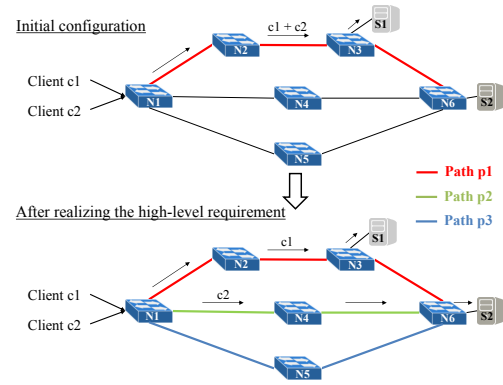 Initial configuration
c1 + c2
S1
N2
N3
Client c1
Client c2
N1
N4
N6
S2
N5
Path p1
Path p2
Path p3
After realizing the high-level requirement
c1
S1
N2
N3
Client c1
c2
Client c2
N1
N4
N6
S2
N5